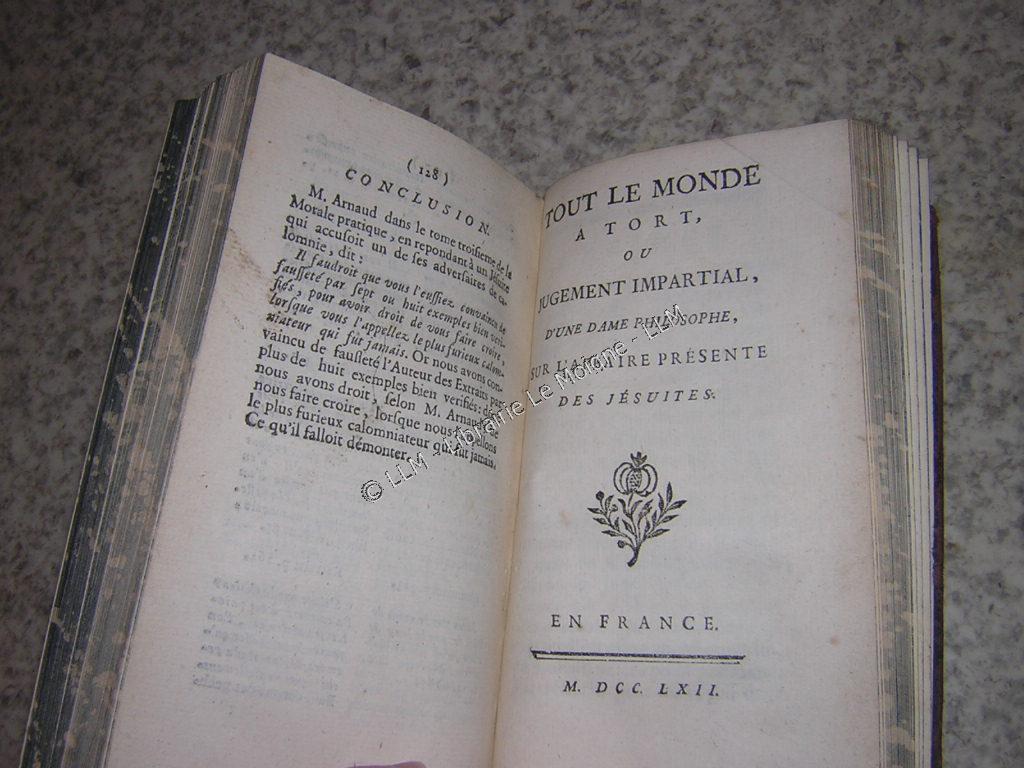 (128)
CONCLUSION.
M. Arnaud dans le tome troisieme de la
Morale pratique, en repondant à un Jésuite
qui accusoit un de ses adversaires de ca-
lomnie, dit :
Il faudroit que vous l'eussiez convaincu de
fausseté par sept ou huit exemples bien veri-
fiés, pour avoir droit de vous faire croire,
lorsque vous l'appellez le plus furieux calom-
niateur qui fût jamais. Or nous avons con-
vaincu de fausseté l'Auteur des Extraits par
plus de huit exemples bien verifiés: donc
nous avons droit, selon M. Arnaud, de
nous faire croire, lorsque nous l'appellons
le plus furieux calomniateur qui fut jamais.
Ce qu'il falloit démonter.
TOUT LE MONDE
A TORT,
OU
JUGEMENT IMPARTIAL,
D'UNE DAME PHILOSOPHE,
SUR L'AFFAIRE PRÉSENTE
DES JÉSUITES.
EN FRANCE.
M. DCC. LXII.
© LLM - Librairie Le Moigne - LLM